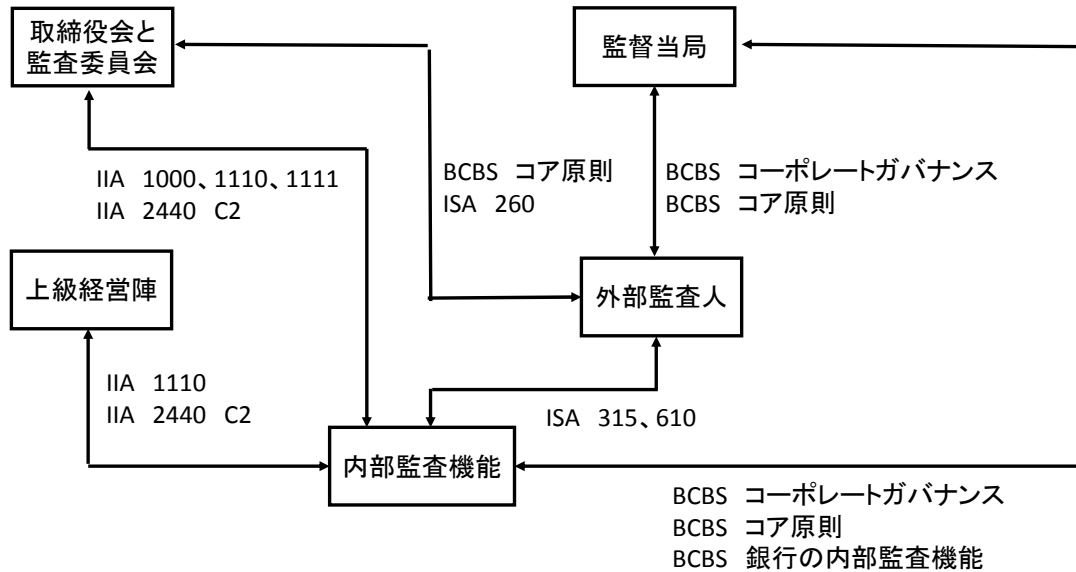 取締役会と
監査委員会
監督当局
IIA 1000、1110、1111
IIA 2440 C2
BCBS コア原則
ISA 260
BCBS コーポレートガバナンス
BCBS コア原則
上級経営陣
外部監査人
IIA 1110
IIA 2440 C2
ISA 315、610
内部監査機能
BCBS コーポレートガバナンス
BCBS コア原則
BCBS 銀行の内部監査機能